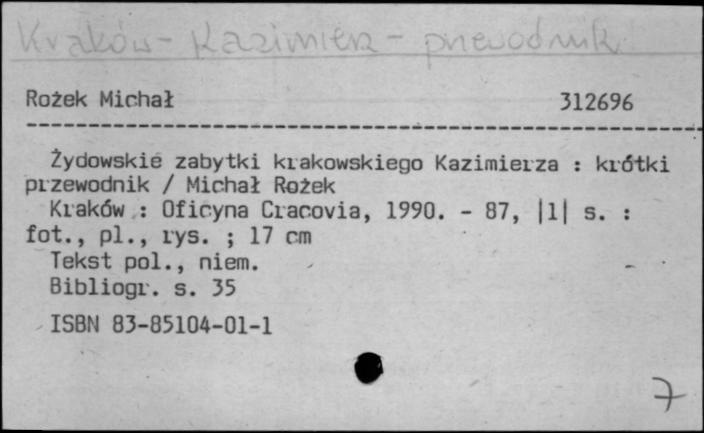 Kraków - Kazimierz - przewodnik
Rożek Michał 312696
Żydowskie zabytki krakowskiego Kazimierza : krótki
przewodnik / Michał Rożek
Kraków : Oficyna Cracovia, 1990. - 87, |1| s. :
fot., pl., rys. ; 17 cm
Tekst pol., niem.
Bibliogr. s. 35
ISBN 83-85104-01-1
7